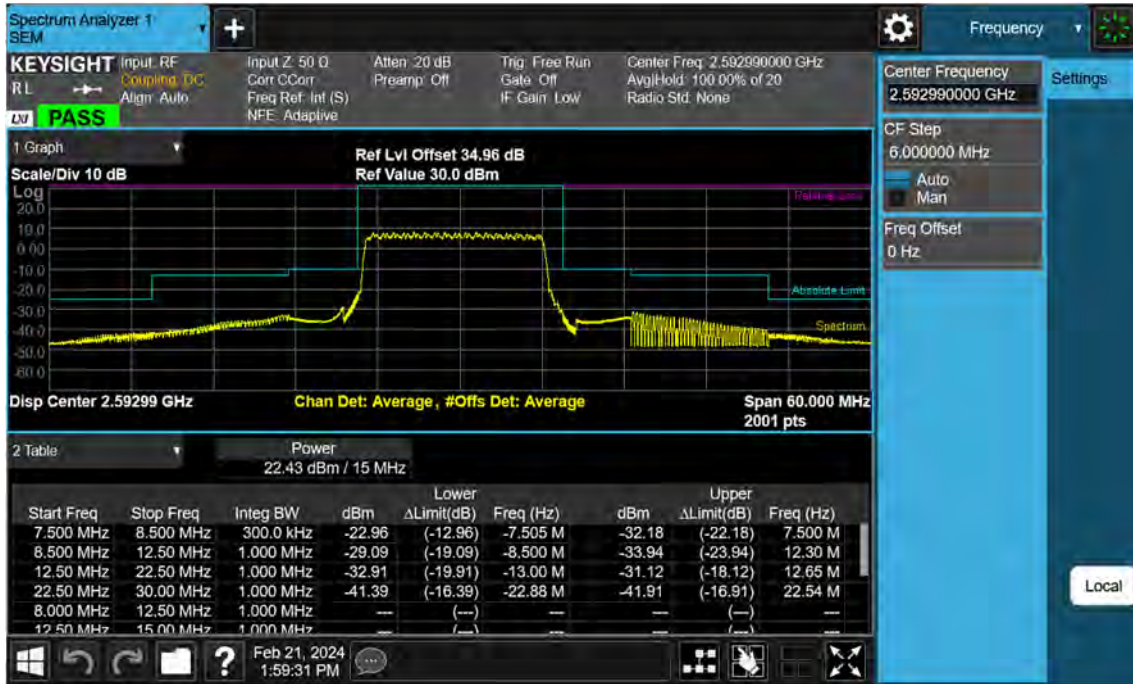 Spectrum Analyzer 1
SEM
+
Frequency
KEYSIGHT
RL
LXI
PASS
Input: RF
Coupling: DC
Align: Auto
Input Z: 50 Ω
Corr CCorr
Freq Ref: Int (S)
NFE: Adaptive
Atten: 20 dB
Preamp: Off
Trig: Free Run
Gate: Off
IF Gain: Low
Center Freq: 2.592990000 GHz
Avg|Hold: 100.00% of 20
Radio Std: None
Center Frequency
2.592990000 GHz
Settings
CF Step
6.000000 MHz
Auto
Man
Freq Offset
0 Hz
Local
1 Graph
Scale/Div 10 dB
Ref Lvl Offset 34.96 dB
Ref Value 30.0 dBm
Log
20.0
10.0
0.00
-10.0
-20.0
-30.0
-40.0
-50.0
-60.0
Absolute Limit
Spectrum
Disp Center 2.59299 GHz
Chan Det: Average, #Offs Det: Average
Span 60.000 MHz
2001 pts
2 Table
Power
22.43 dBm / 15 MHz
Lower Upper
Start Freq Stop Freq Integ BW dBm ΔLimit(dB) Freq (Hz) dBm ΔLimit(dB) Freq (Hz)
7.500 MHz 8.500 MHz 300.0 kHz -22.96 (-12.96) -7.505 M -32.18 (-22.18) 7.500 M
8.500 MHz 12.50 MHz 1.000 MHz -29.09 (-19.09) -8.500 M -33.94 (-23.94) 12.30 M
12.50 MHz 22.50 MHz 1.000 MHz -32.91 (-19.91) -13.00 M -31.12 (-18.12) 12.65 M
22.50 MHz 30.00 MHz 1.000 MHz -41.39 (-16.39) -22.88 M -41.91 (-16.91) 22.54 M
8.000 MHz 12.50 MHz 1.000 MHz --- (---) --- --- (---) ---
12.50 MHz 15.00 MHz 1.000 MHz --- (---) --- --- (---) ---
?
Feb 21, 2024
1:59:31 PM